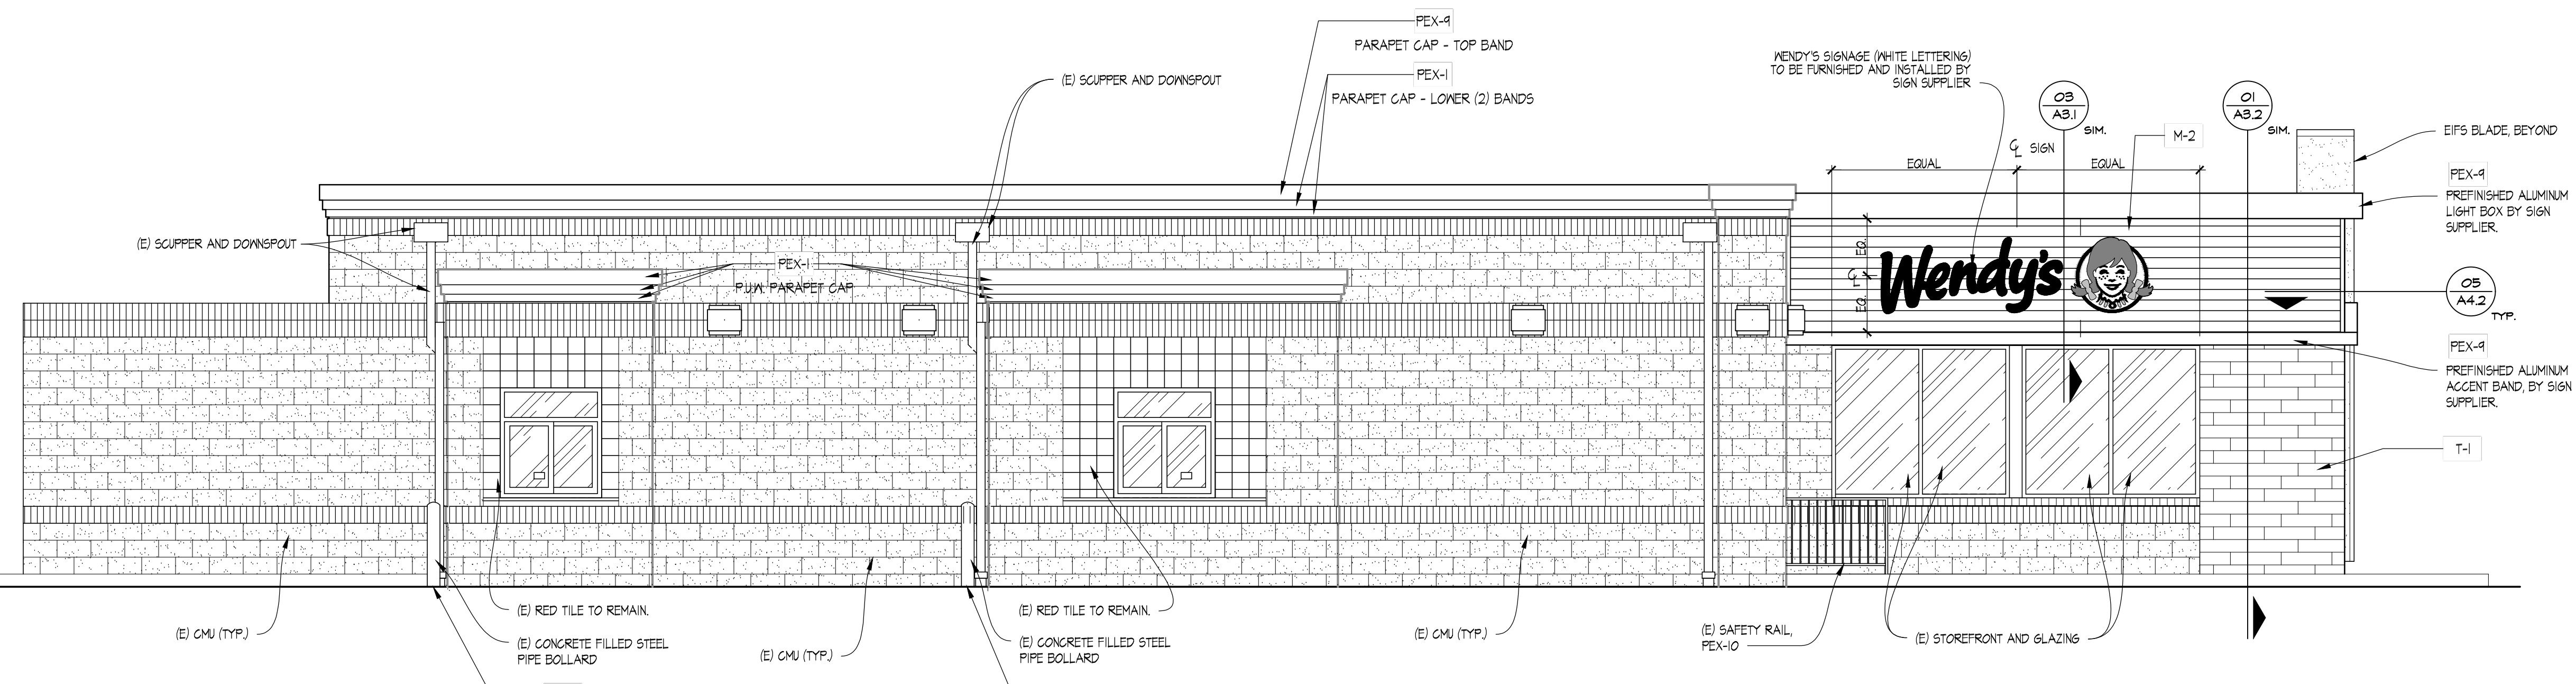 PEX-9
PARAPET CAP - TOP BAND
PEX-1
PARAPET CAP - LOWER (2) BANDS
(E) SCUPPER AND DOWNSPOUT
WENDY'S SIGNAGE (WHITE LETTERING)
TO BE FURNISHED AND INSTALLED BY
SIGN SUPPLIER
03
A3.1
SIM.
01
A3.2
SIM.
M-2
℄ SIGN
EQUAL
EQUAL
EIFS BLADE, BEYOND
PEX-9
PREFINISHED ALUMINUM
LIGHT BOX BY SIGN
SUPPLIER.
(E) SCUPPER AND DOWNSPOUT
PEX-1
P.U.W. PARAPET CAP
EQ.
℄
EQ.
Wendy's
05
A4.2
TYP.
PEX-9
PREFINISHED ALUMINUM
ACCENT BAND, BY SIGN
SUPPLIER.
T-1
(E) CMU (TYP.)
(E) RED TILE TO REMAIN.
(E) CONCRETE FILLED STEEL
PIPE BOLLARD
(E) CMU (TYP.)
(E) RED TILE TO REMAIN.
(E) CONCRETE FILLED STEEL
PIPE BOLLARD
(E) CMU (TYP.)
(E) SAFETY RAIL,
PEX-10
(E) STOREFRONT AND GLAZING